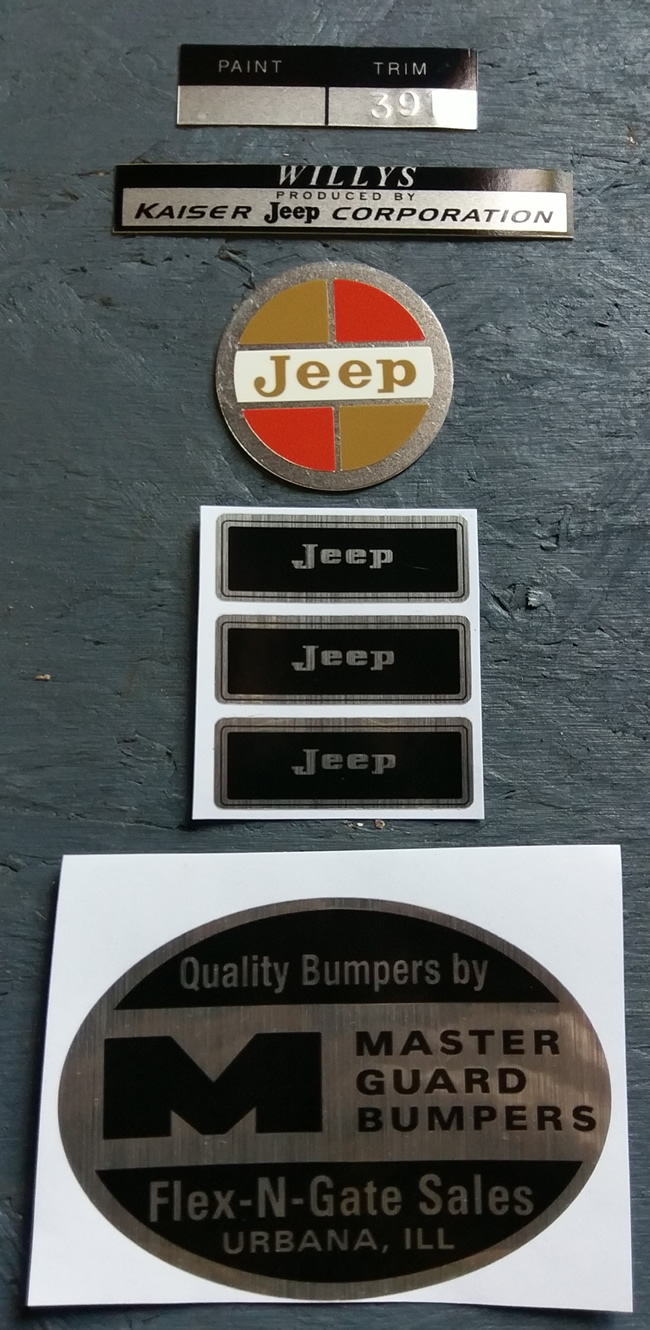 PAINT TRIM
391
WILLYS
PRODUCED BY
KAISER Jeep CORPORATION
Jeep
Jeep
Jeep
Jeep
Quality Bumpers by
M MASTER
GUARD
BUMPERS
Flex-N-Gate Sales
URBANA, ILL